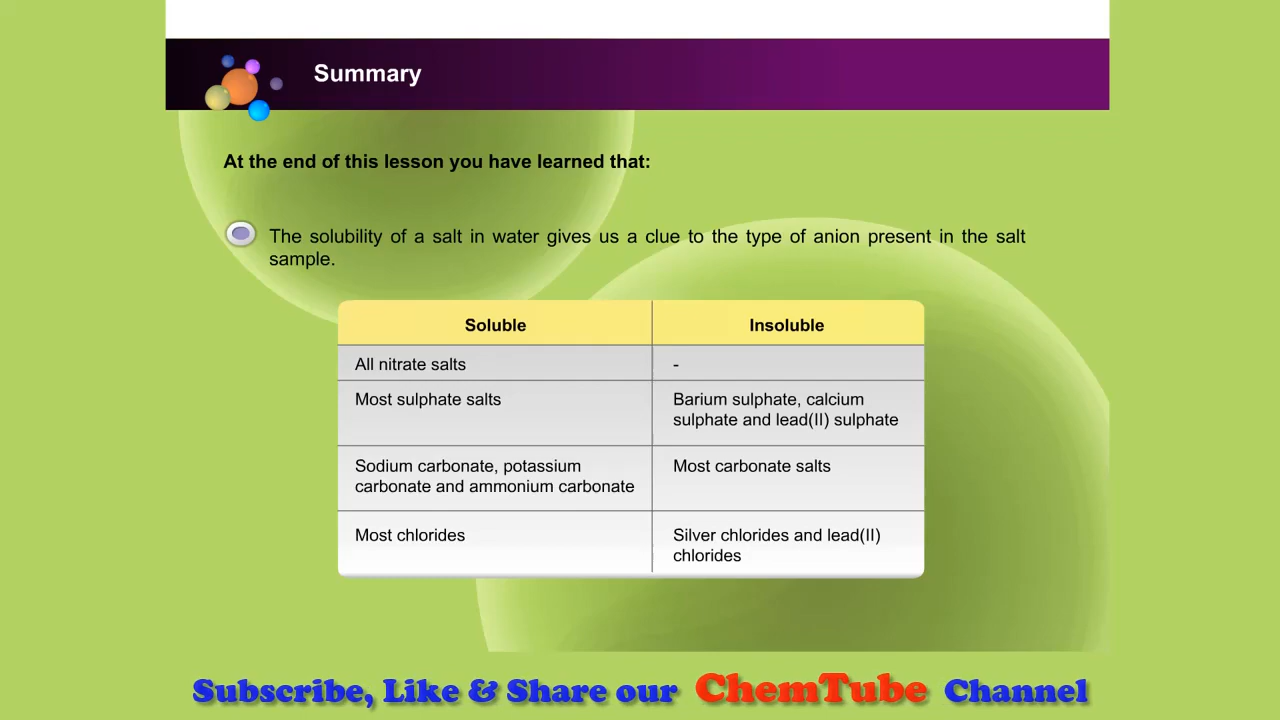 Summary
At the end of this lesson you have learned that:
The solubility of a salt in water gives us a clue to the type of anion present in the salt
sample.
Soluble
Insoluble
All nitrate salts
-
Most sulphate salts
Barium sulphate, calcium
sulphate and lead(II) sulphate
Sodium carbonate, potassium
carbonate and ammonium carbonate
Most carbonate salts
Most chlorides
Silver chlorides and lead(II)
chlorides
Subscribe, Like & Share our ChemTube Channel